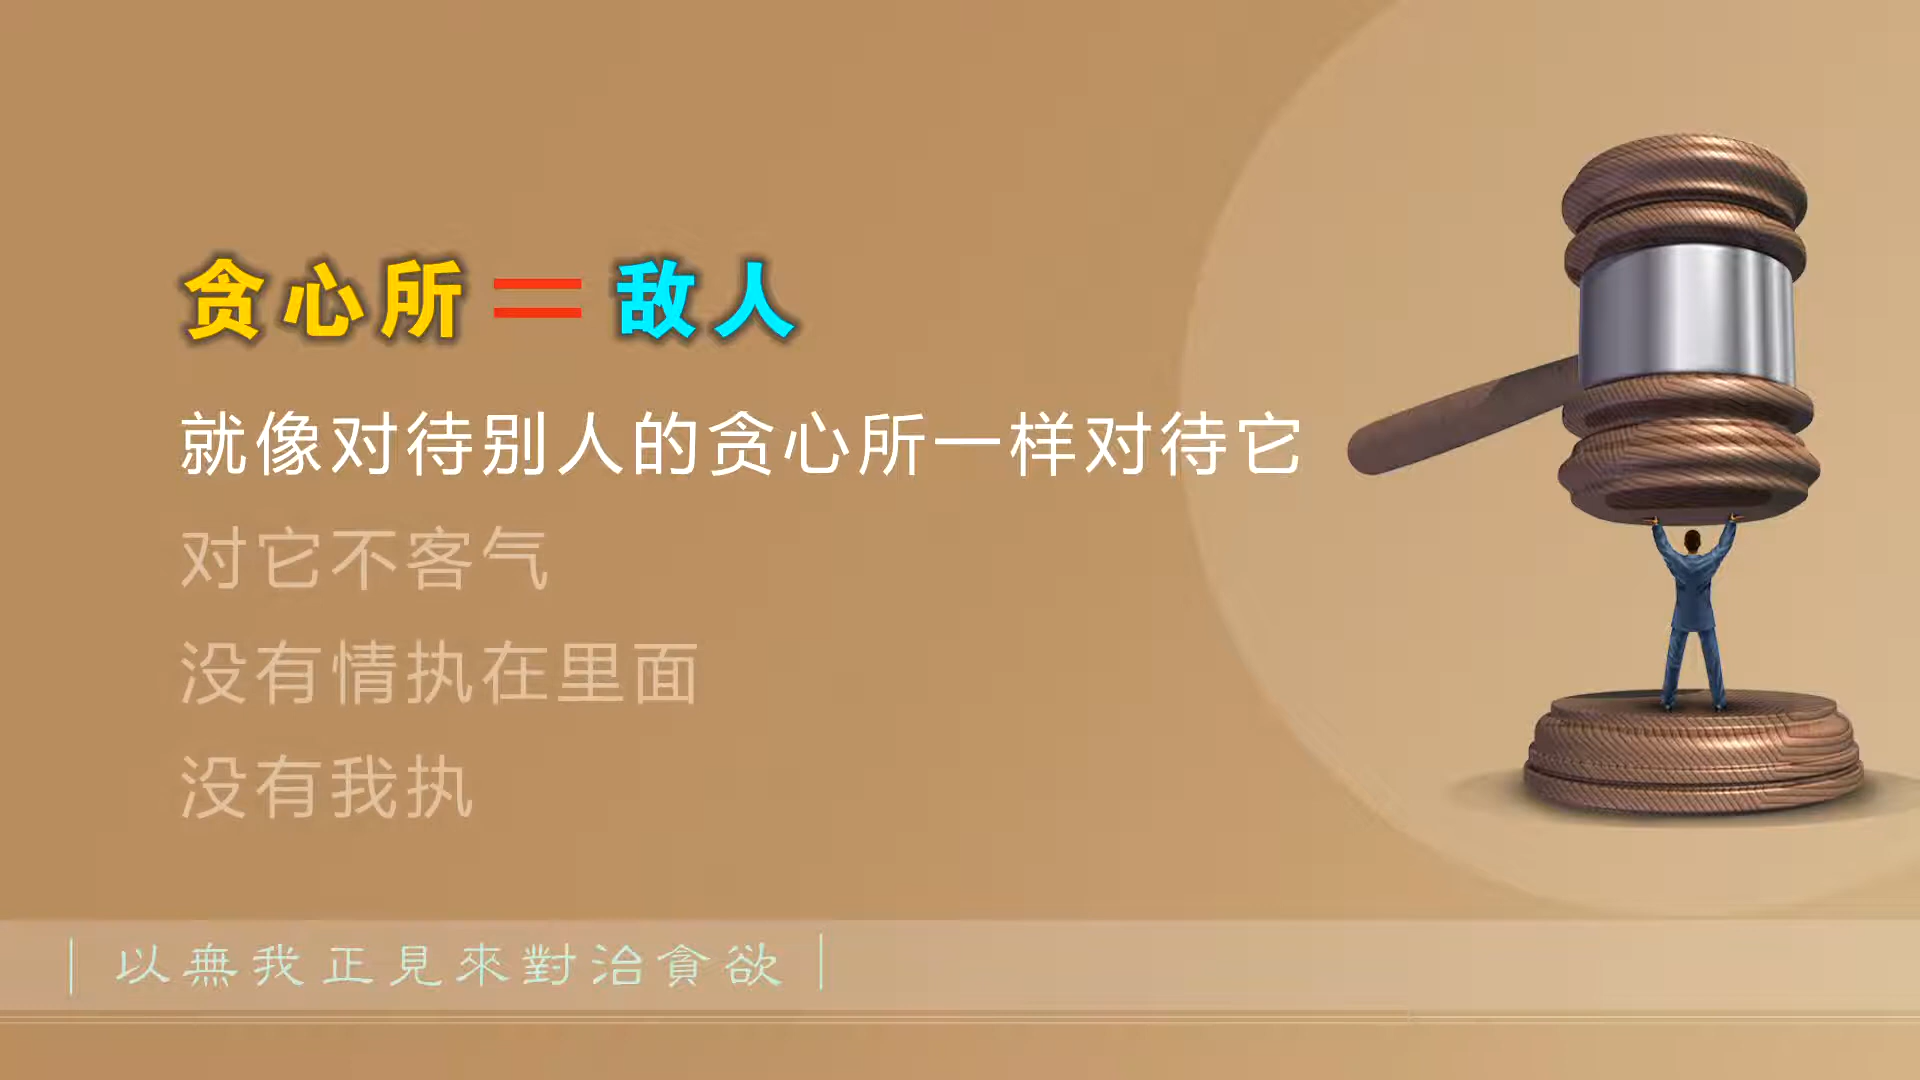 贪心所=敌人
就像对待别人的贪心所一样对待它
对它不客气
没有情执在里面
没有我执
以無我正見來對治貪欲